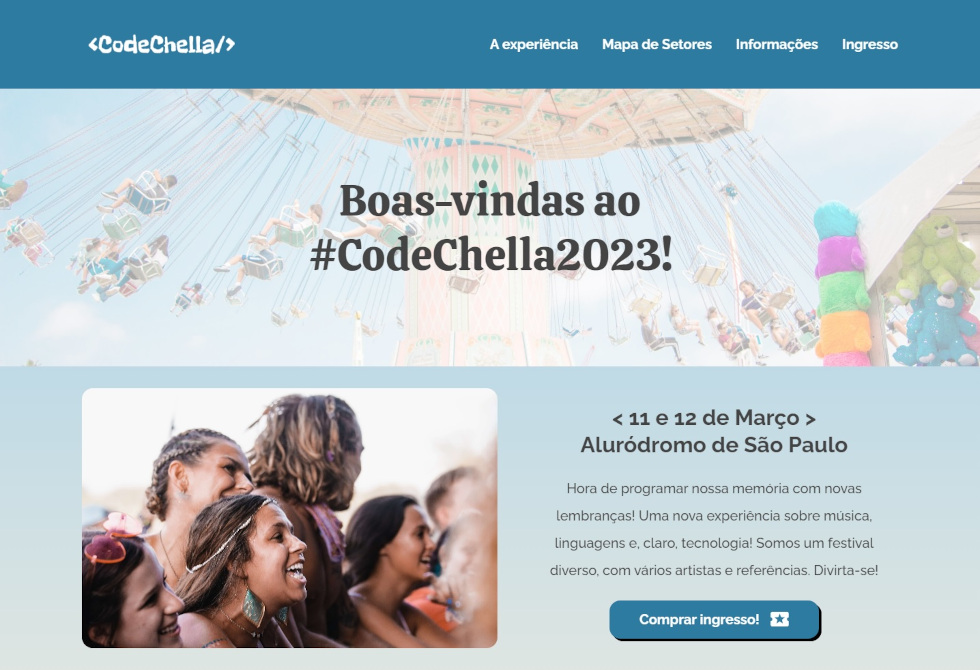 <CodeChella/>
A experiência
Mapa de Setores
Informações
Ingresso
Boas-vindas ao
#CodeChella2023!
< 11 e 12 de Março >
Aluródromo de São Paulo
Hora de programar nossa memória com novas
lembranças! Uma nova experiência sobre música,
linguagens e, claro, tecnologia! Somos um festival
diverso, com vários artistas e referências. Divirta-se!
Comprar ingresso!